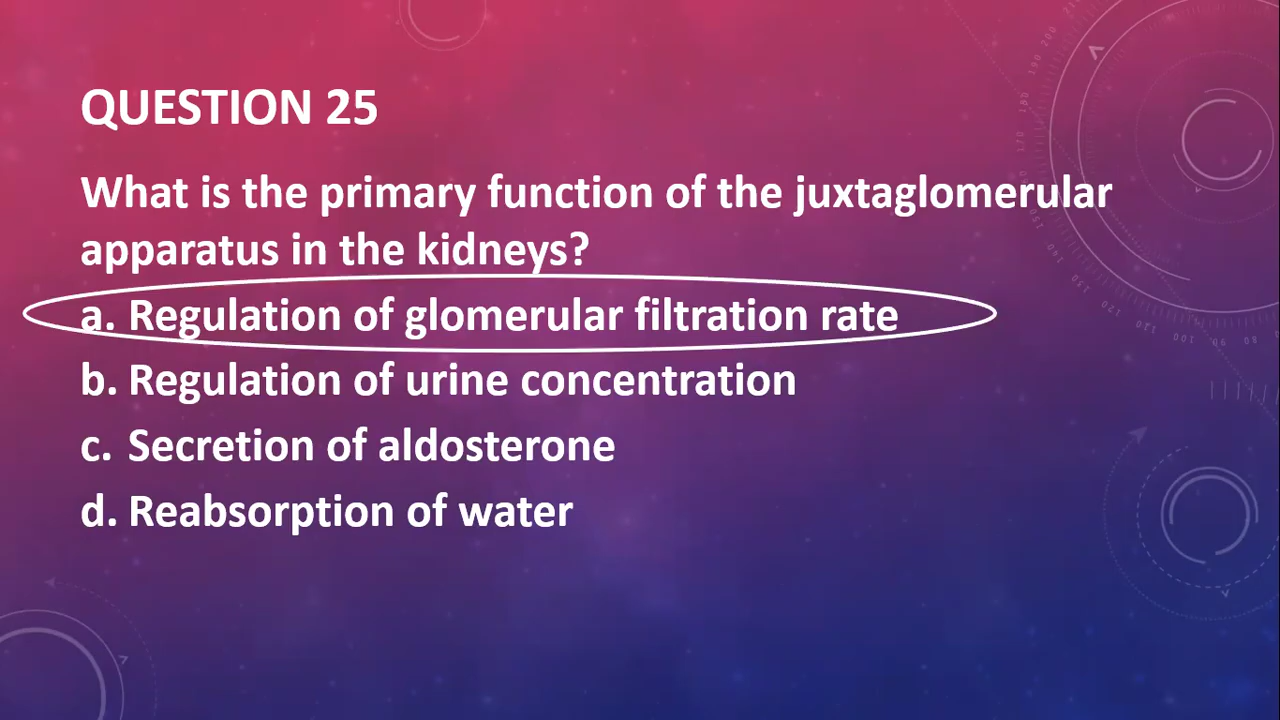 QUESTION 25
What is the primary function of the juxtaglomerular
apparatus in the kidneys?
a. Regulation of glomerular filtration rate
b. Regulation of urine concentration
c. Secretion of aldosterone
d. Reabsorption of water